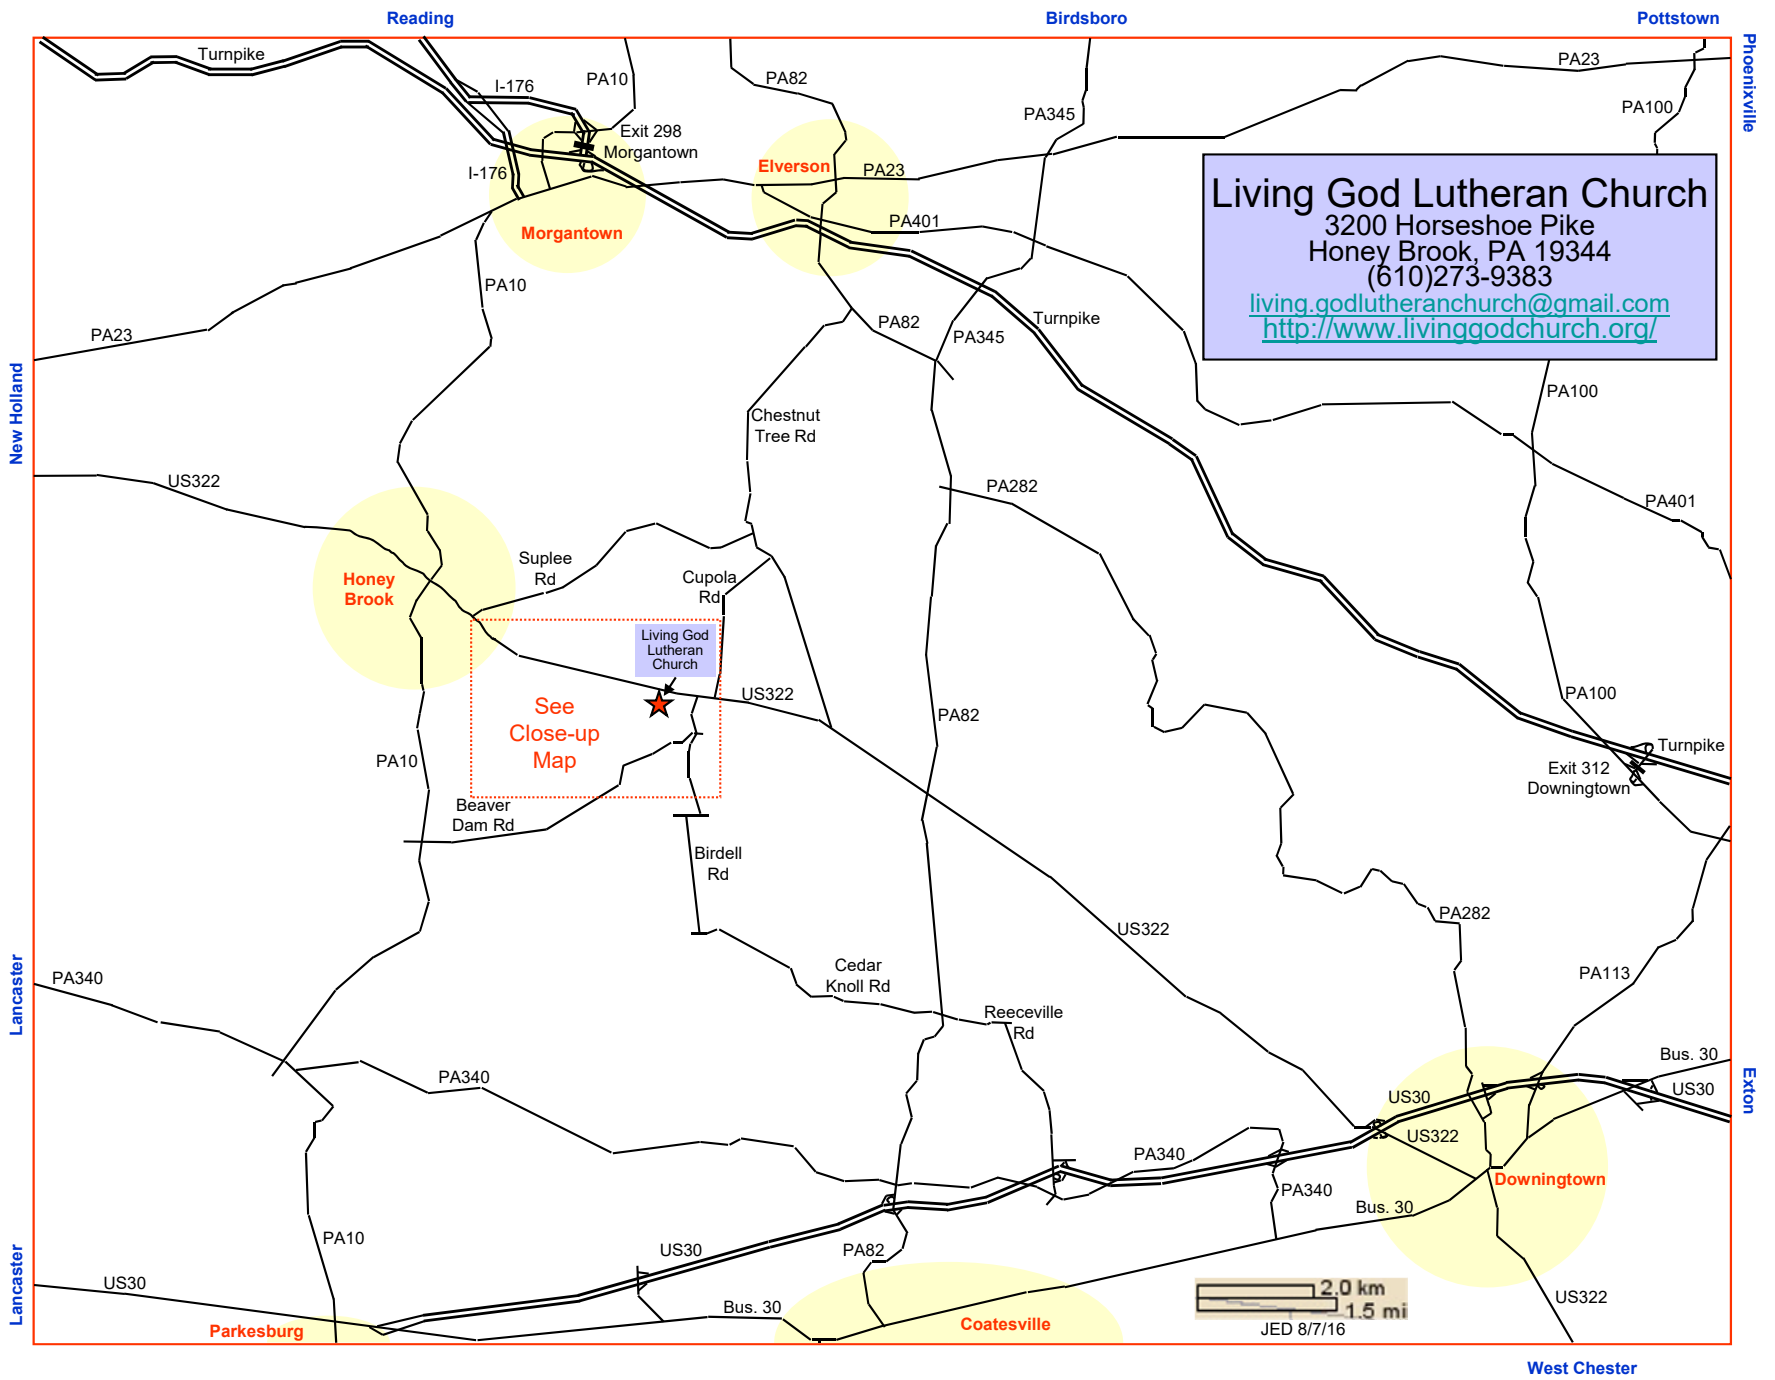 Reading
Birdsboro
Pottstown
Phoenixville
Turnpike
I-176
PA10
PA82
PA345
PA23
PA100
Exit 298
Morgantown
I-176
Elverson
PA23
PA401
Morgantown
Living God Lutheran Church
3200 Horseshoe Pike
Honey Brook, PA 19344
(610)273-9383
living.godlutheranchurch@gmail.com
http://www.livinggodchurch.org/
PA10
PA23
PA82
PA345
Turnpike
New Holland
PA100
Chestnut
Tree Rd
US322
PA282
PA401
Suplee
Rd
Cupola
Rd
Honey
Brook
Living God
Lutheran
Church
US322
See
Close-up
Map
PA100
PA82
PA10
Turnpike
Exit 312
Downingtown
Beaver
Dam Rd
Birdell
Rd
PA282
US322
Lancaster
PA340
Cedar
Knoll Rd
PA113
Reeceville
Rd
PA340
Bus. 30
US30
Exton
US30
US322
PA340
Downingtown
PA340
Bus. 30
PA10
US30
PA82
Lancaster
US30
Bus. 30
Parkesburg
Coatesville
2.0 km
1.5 mi
JED 8/7/16
US322
West Chester